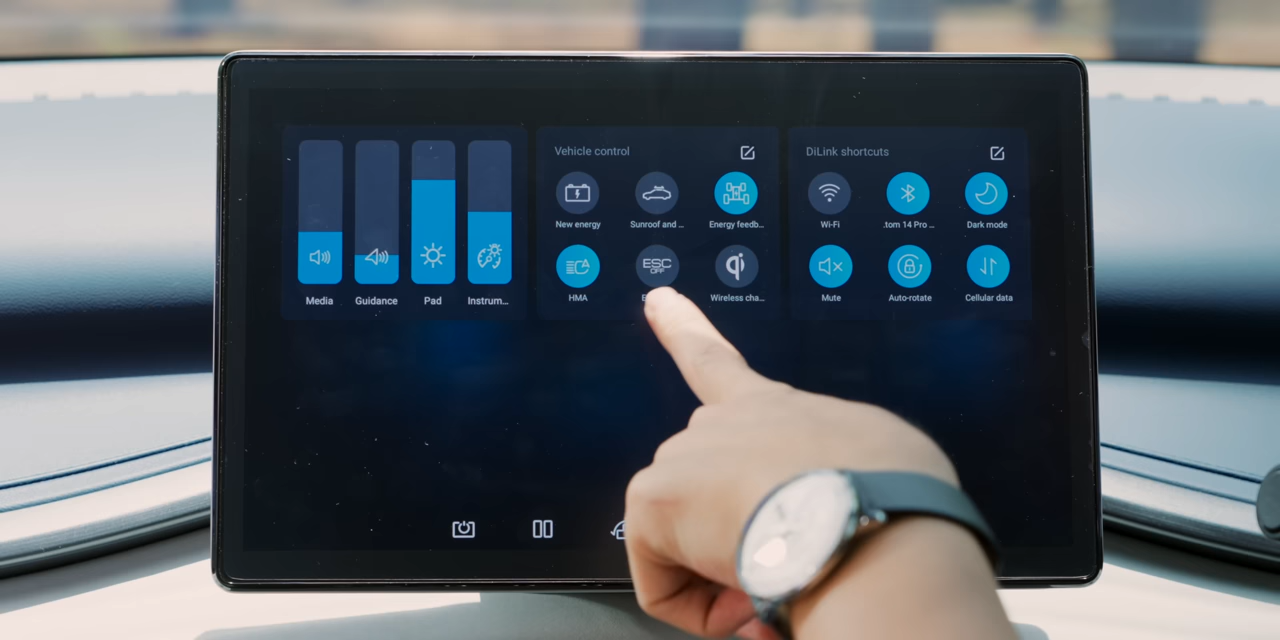 Media
Guidance
Pad
Instrum...
Vehicle control
New energy
Sunroof and ...
Energy feedb...
HMA
ESC
OFF
Wireless cha...
DiLink shortcuts
Wi-Fi
.tom 14 Pro ...
Dark mode
Mute
Auto-rotate
Cellular data